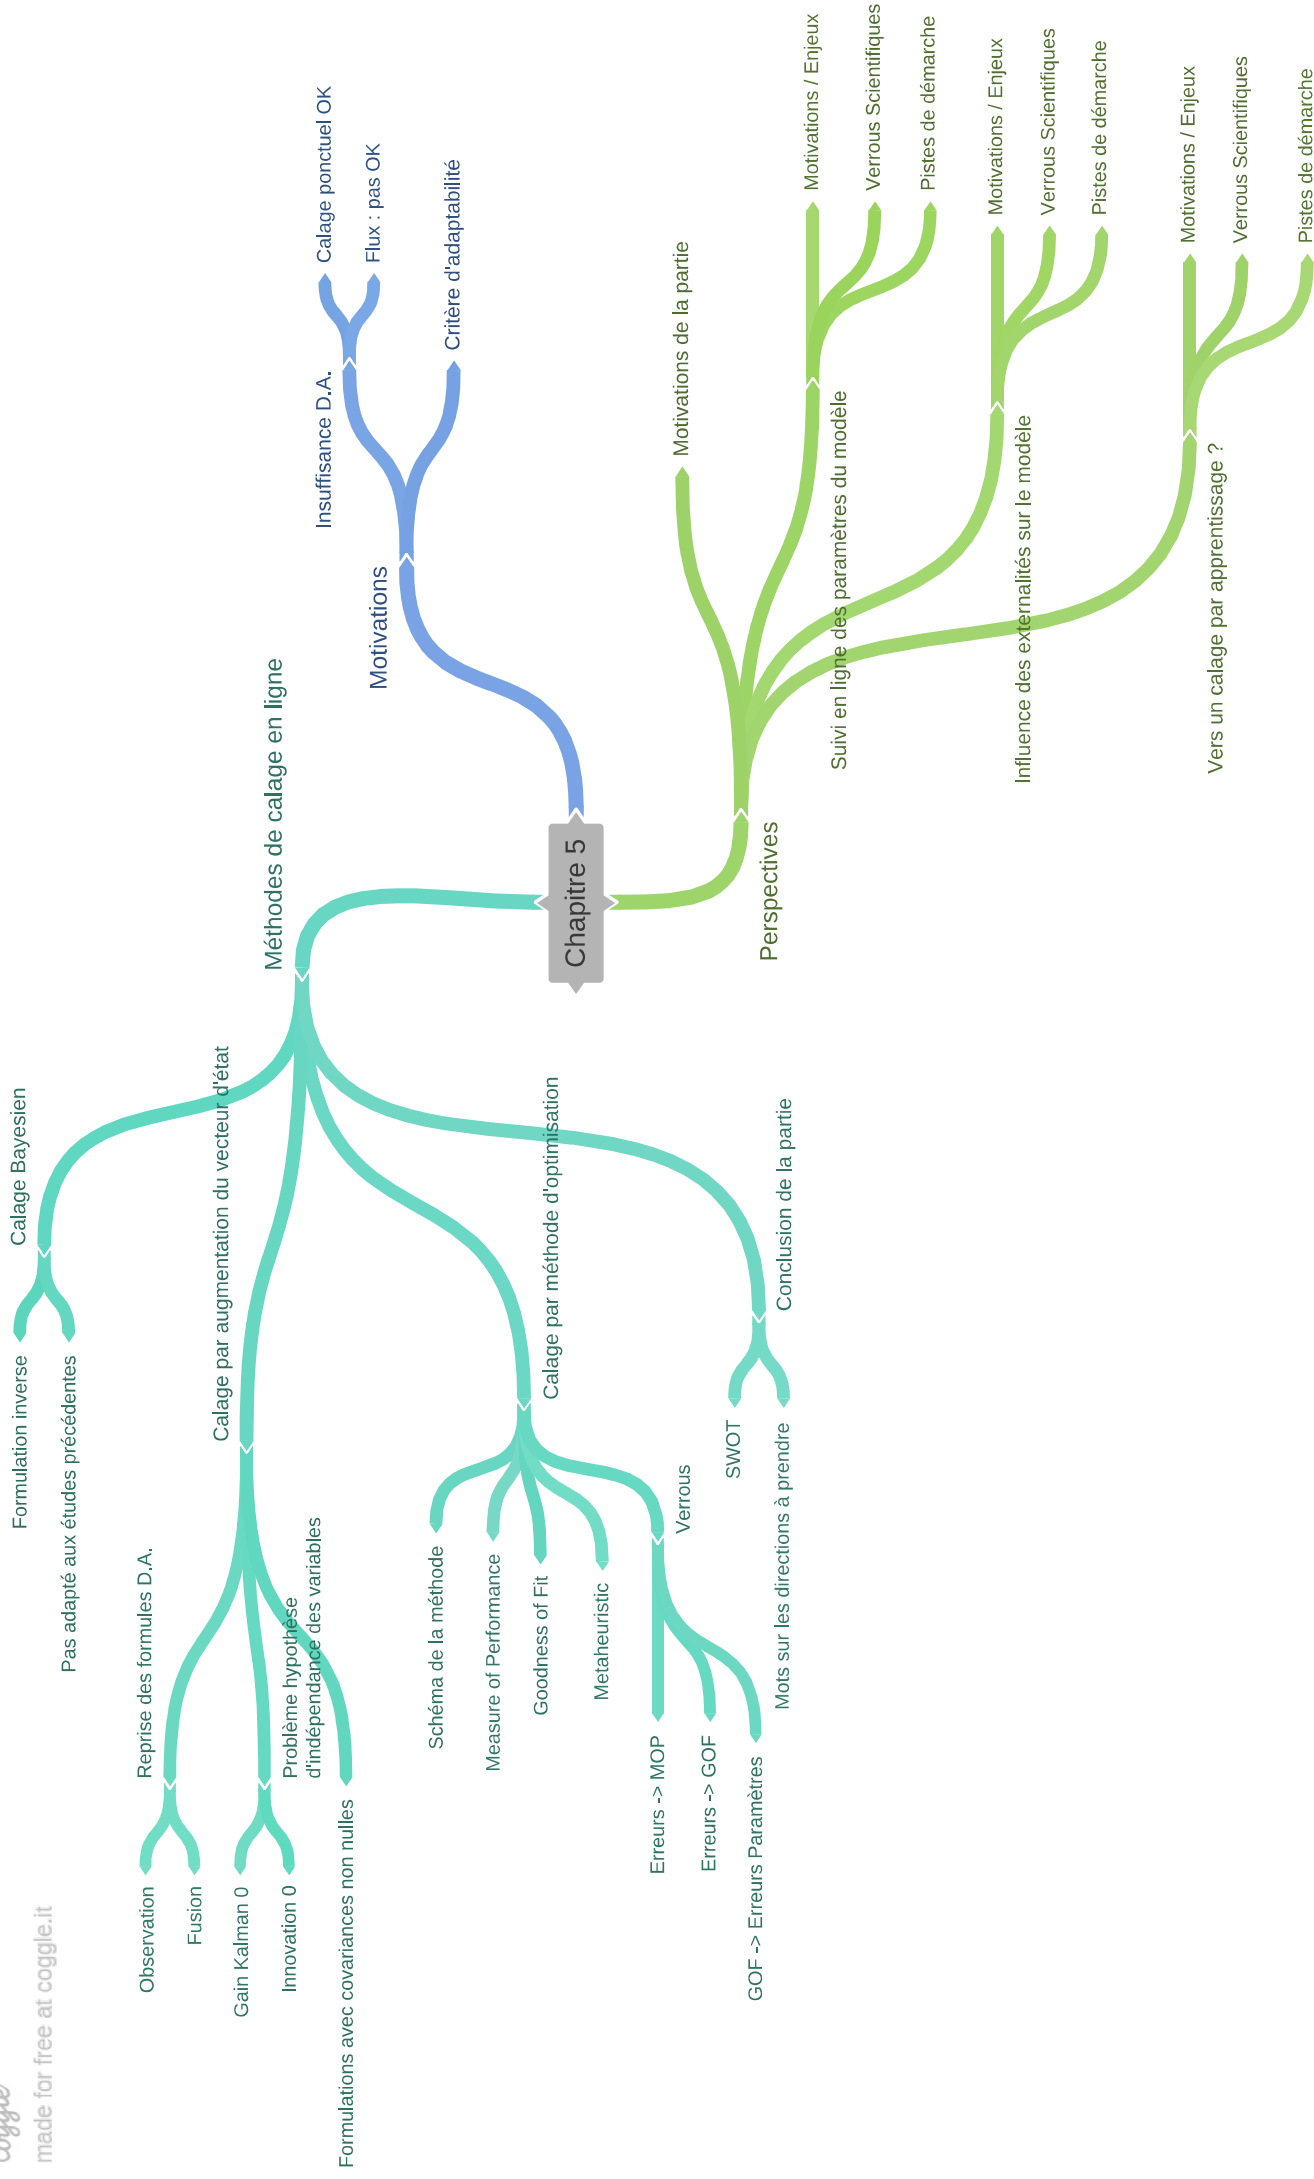 Chapitre 5
Motivations
Insuffisance D.A.
Calage ponctuel OK
Flux : pas OK
Critère d'adaptabilité
Perspectives
Motivations de la partie
Suivi en ligne des paramètres du modèle
Motivations / Enjeux
Verrous Scientifiques
Pistes de démarche
Influence des externalités sur le modèle
Motivations / Enjeux
Verrous Scientifiques
Pistes de démarche
Vers un calage par apprentissage ?
Motivations / Enjeux
Verrous Scientifiques
Pistes de démarche
Méthodes de calage en ligne
Calage Bayesien
Formulation inverse
Pas adapté aux études précédentes
Calage par augmentation du vecteur d'état
Reprise des formules D.A.
Observation
Fusion
Problème hypothèse
d'indépendance des variables
Gain Kalman 0
Innovation 0
Formulations avec covariances non nulles
Calage par méthode d'optimisation
Schéma de la méthode
Measure of Performance
Goodness of Fit
Metaheuristic
Verrous
Erreurs -> MOP
Erreurs -> GOF
GOF -> Erreurs Paramètres
Conclusion de la partie
SWOT
Mots sur les directions à prendre
coggle
made for free at coggle.it